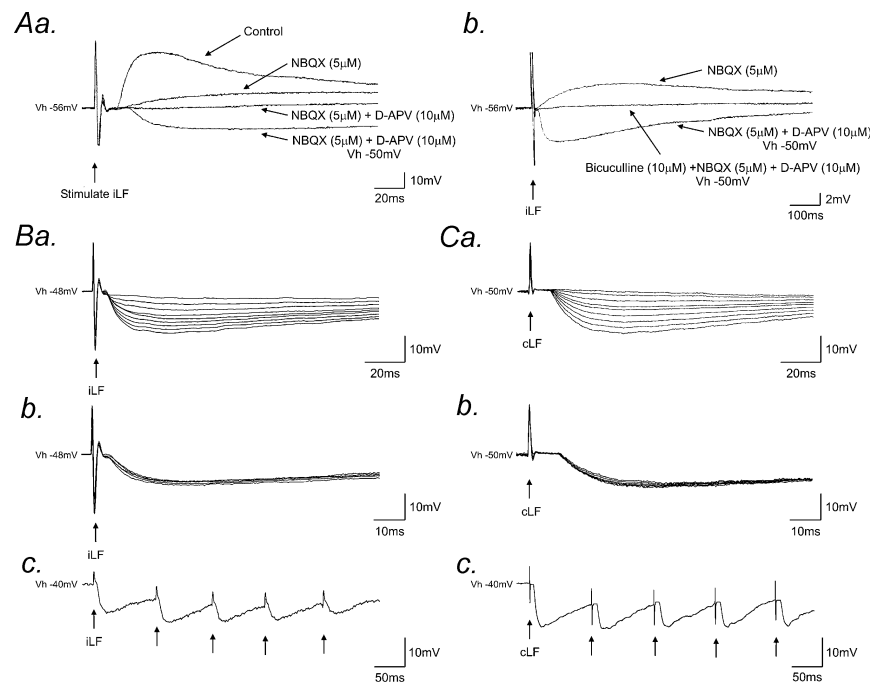 Aa.
Control
NBQX (5µM)
Vh -56mV
NBQX (5µM) + D-APV (10µM)
NBQX (5µM) + D-APV (10µM)
Vh -50mV
Stimulate iLF
10mV
20ms
b.
NBQX (5µM)
Vh -56mV
NBQX (5µM) + D-APV (10µM)
Vh -50mV
Bicuculline (10µM) +NBQX (5µM) + D-APV (10µM)
Vh -50mV
iLF
2mV
100ms
Ba.
Vh -48mV
iLF
10mV
20ms
Ca.
Vh -50mV
cLF
10mV
20ms
b.
Vh -48mV
iLF
10mV
10ms
b.
Vh -50mV
cLF
10mV
10ms
c.
Vh -40mV
iLF
10mV
50ms
c.
Vh -40mV
cLF
10mV
50ms